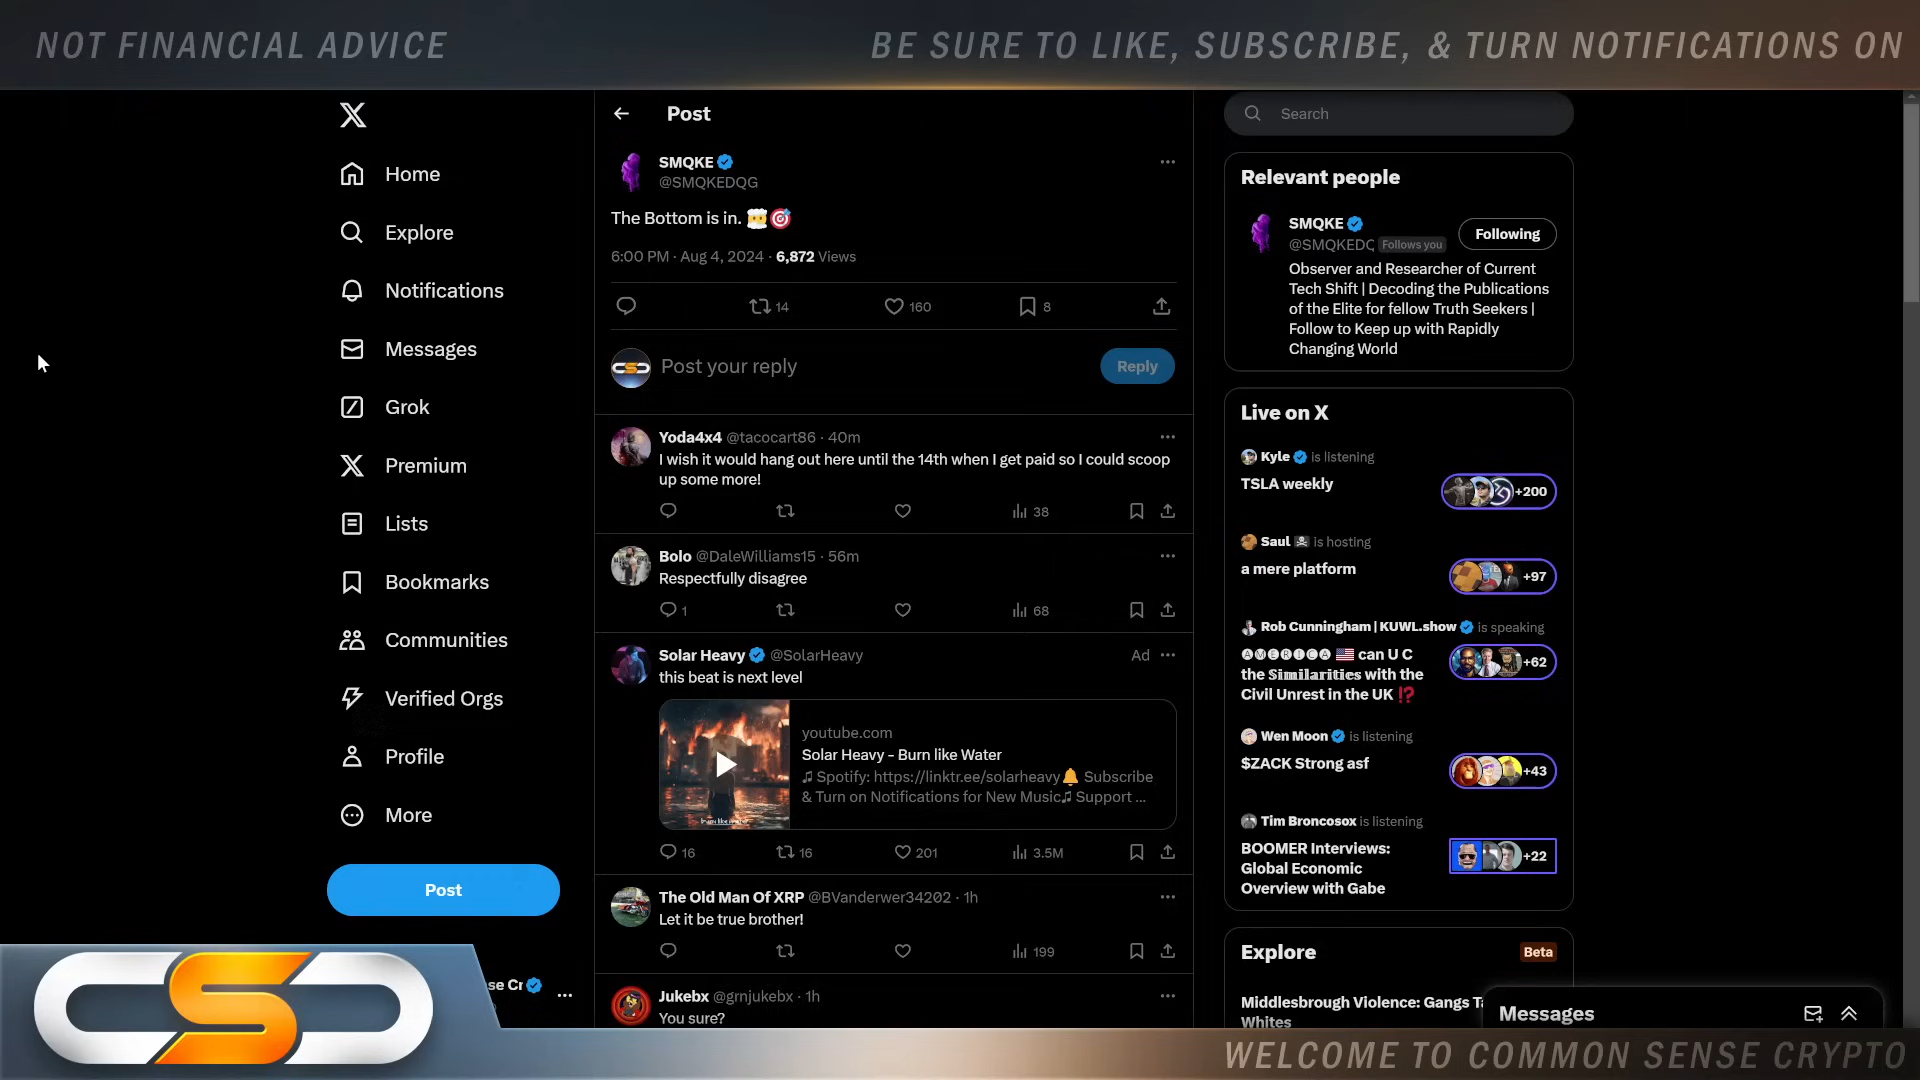 NOT FINANCIAL ADVICE
BE SURE TO LIKE, SUBSCRIBE, & TURN NOTIFICATIONS ON
Home
Explore
Notifications
Messages
Grok
Premium
Lists
Bookmarks
Communities
Verified Orgs
Profile
More
Post
se Cr
Post
SMQKE
@SMQKEDQG
The Bottom is in.
6:00 PM · Aug 4, 2024 · 6,872 Views
14
160
8
Post your reply
Reply
Yoda4x4 @tacocart86 · 40m
I wish it would hang out here until the 14th when I get paid so I could scoop
up some more!
38
Bolo @DaleWilliams15 · 56m
Respectfully disagree
1
68
Solar Heavy @SolarHeavy
Ad
this beat is next level
youtube.com
Solar Heavy - Burn like Water
♫ Spotify: https://linktr.ee/solarheavy🔔 Subscribe
& Turn on Notifications for New Music♫ Support ...
16
16
201
3.5M
The Old Man Of XRP @BVanderwer34202 · 1h
Let it be true brother!
199
Jukebx @grnjukebx · 1h
You sure?
Search
Relevant people
SMQKE
@SMQKEDC Follows you
Following
Observer and Researcher of Current
Tech Shift | Decoding the Publications
of the Elite for fellow Truth Seekers |
Follow to Keep up with Rapidly
Changing World
Live on X
Kyle is listening
TSLA weekly
+200
Saul ☠ is hosting
a mere platform
+97
Rob Cunningham | KUWL.show is speaking
🅐🅜🅔🅡🅘🅒🅐 🇺🇸 can U C
the 𝕊𝕚𝕞𝕚𝕝𝕒𝕣𝕚𝕥𝕚𝕖𝕤 with the
Civil Unrest in the UK ⁉
+62
Wen Moon is listening
$ZACK Strong asf
+43
Tim Broncosox is listening
BOOMER Interviews:
Global Economic
Overview with Gabe
+22
Explore
Beta
Middlesbrough Violence: Gangs
Whites
Messages
CSC
WELCOME TO COMMON SENSE CRYPTO